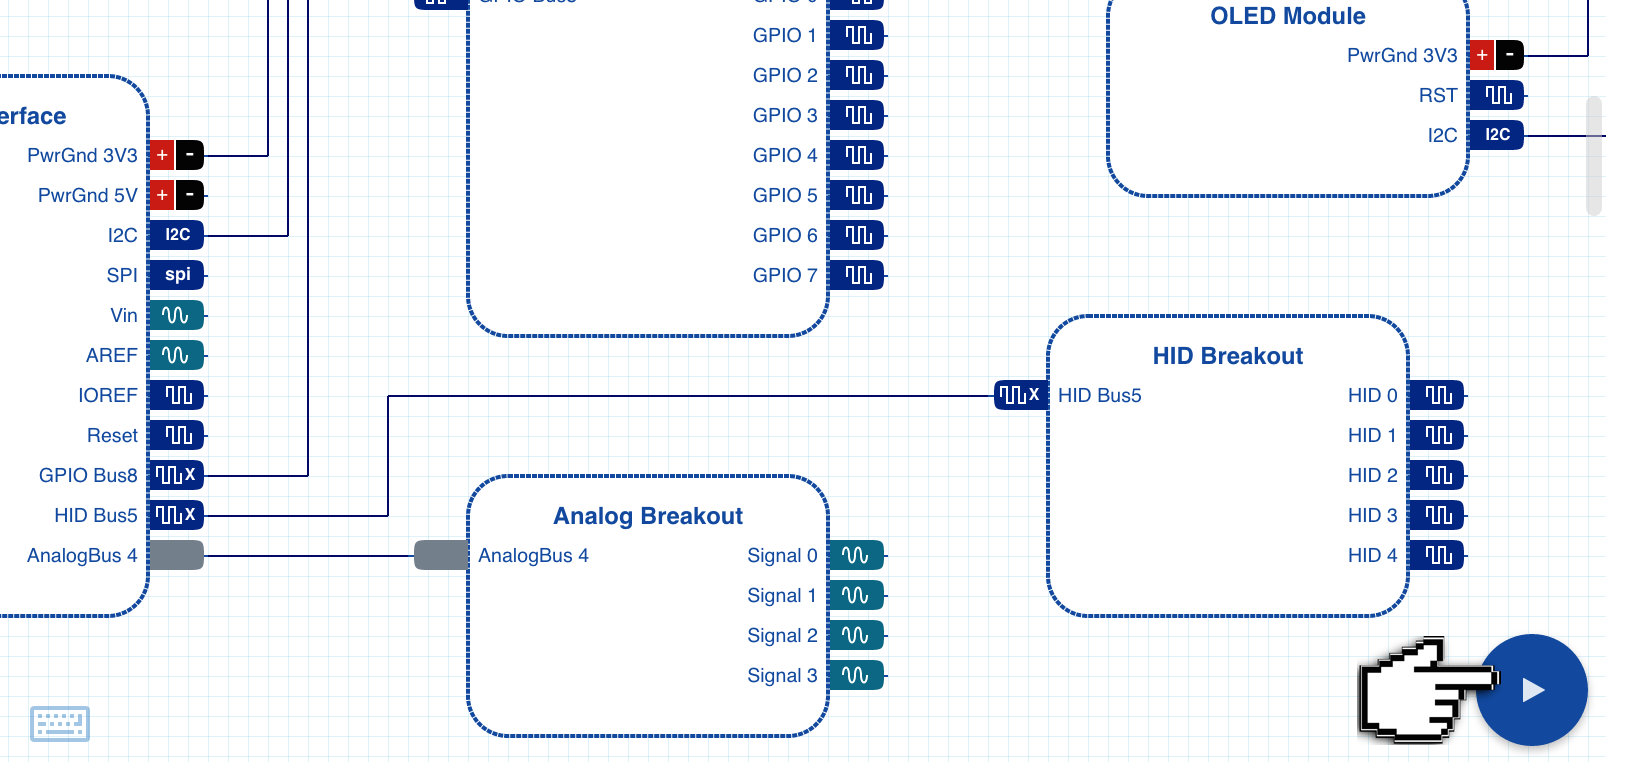 erface
PwrGnd 3V3
+ -
PwrGnd 5V
+ -
I2C
I2C
SPI
spi
Vin
AREF
IOREF
Reset
GPIO Bus8
X
HID Bus5
X
AnalogBus 4
GPIO 1
GPIO 2
GPIO 3
GPIO 4
GPIO 5
GPIO 6
GPIO 7
Analog Breakout
AnalogBus 4
Signal 0
Signal 1
Signal 2
Signal 3
OLED Module
PwrGnd 3V3
+ -
RST
I2C
I2C
HID Breakout
X
HID Bus5
HID 0
HID 1
HID 2
HID 3
HID 4